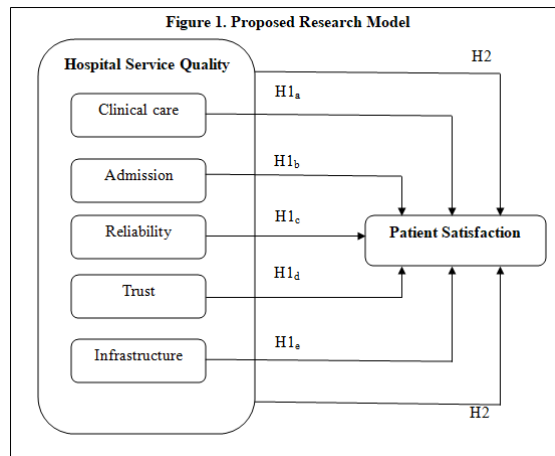 Figure 1. Proposed Research Model
Hospital Service Quality
H2
Clinical care
H1a
Admission
H1b
Reliability
H1c
Patient Satisfaction
Trust
H1d
Infrastructure
H1e
H2